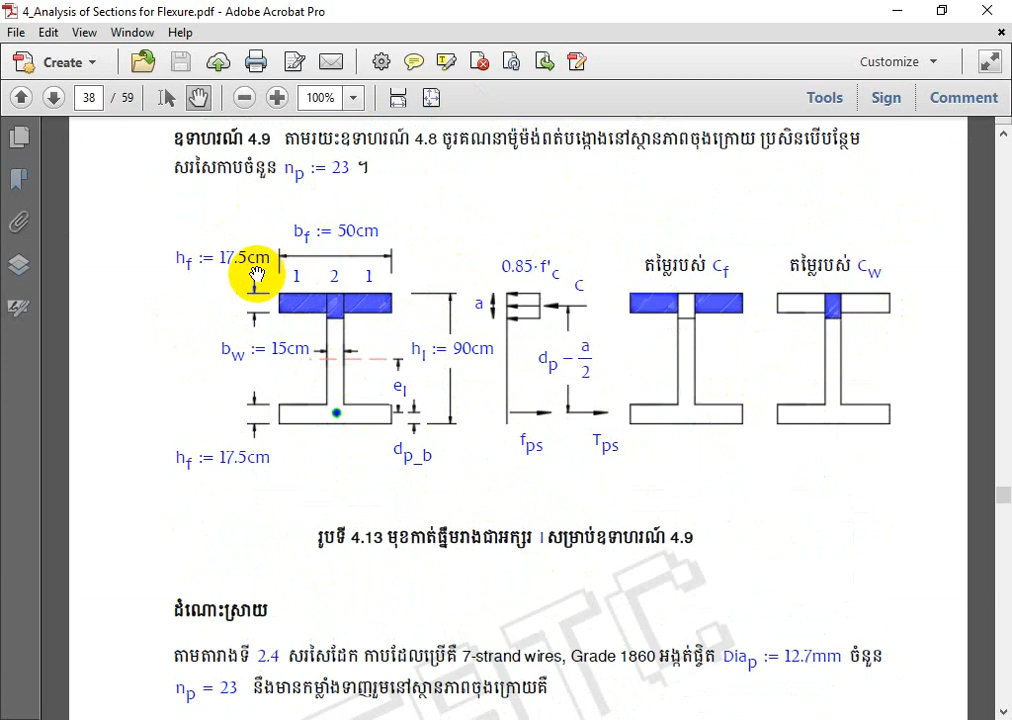 4_Analysis of Sections for Flexure.pdf - Adobe Acrobat Pro
File Edit View Window Help
Create Customize
38 / 59 100% Tools Sign Comment
ឧទាហរណ៍ 4.9 តាមរយះឧទាហរណ៍ 4.8 ចូរគណនាម៉ូម៉ង់ពត់បង្កោងនៅស្ថានភាពចុងក្រោយ ប្រសិនបើបន្ថែម
សរសៃកាបចំនួន np := 23 ។
bf := 50cm
hf := 17.5cm
1 2 1
0.85·f'c
C
តម្លៃរបស់ Cf
តម្លៃរបស់ Cw
a
bw := 15cm
hI := 90cm
dp − a/2
eI
fps
Tps
dp_b
hf := 17.5cm
រូបទី 4.13 មុខកាត់ធ្នឹមរាងជាអក្សរ I សម្រាប់ឧទាហរណ៍ 4.9
ETC
ដំណោះស្រាយ
តាមតារាងទី 2.4 សរសៃដែក កាបដែលប្រើគឺ 7-strand wires, Grade 1860 អង្កត់ផ្ចិត Diap := 12.7mm ចំនួន
np = 23 នឹងមានកម្លាំងទាញរួមនៅស្ថានភាពចុងក្រោយគឺ